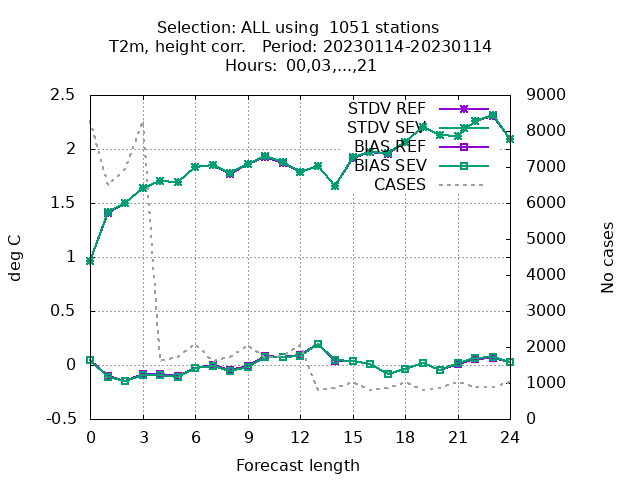 Selection: ALL using  1051 stations
T2m, height corr.   Period: 20230114-20230114
Hours:  00,03,...,21
STDV REF
STDV SEV
BIAS REF
BIAS SEV
CASES
2.5
2
1.5
1
0.5
0
-0.5
9000
8000
7000
6000
5000
4000
3000
2000
1000
0
deg C
No cases
0 3 6 9 12 15 18 21 24
Forecast length